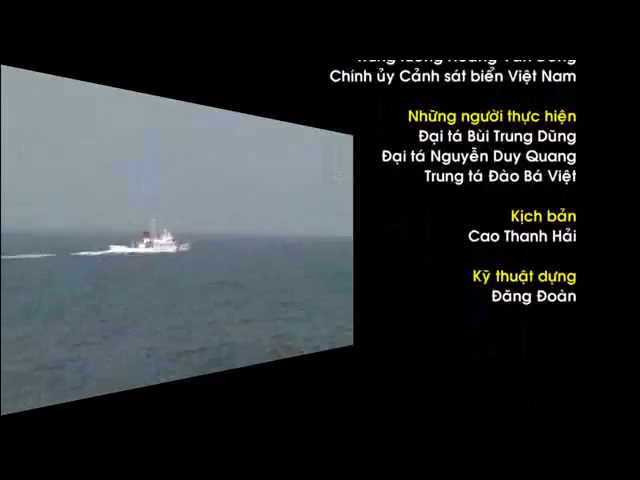 Chính ủy Cảnh sát biển Việt Nam
Những người thực hiện
Đại tá Bùi Trung Dũng
Đại tá Nguyễn Duy Quang
Trung tá Đào Bá Việt
Kịch bản
Cao Thanh Hải
Kỹ thuật dựng
Đăng Đoàn